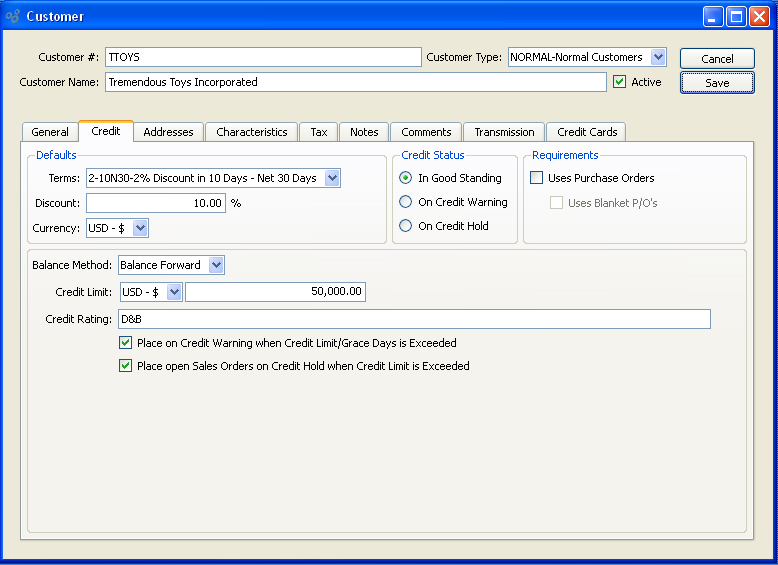 Customer
Customer #: TTOYS Customer Type: NORMAL-Normal Customers Cancel
Customer Name: Tremendous Toys Incorporated Active Save
General Credit Addresses Characteristics Tax Notes Comments Transmission Credit Cards
Defaults Credit Status Requirements
Terms: 2-10N30-2% Discount in 10 Days - Net 30 Days In Good Standing Uses Purchase Orders
Discount: 10.00 % On Credit Warning Uses Blanket P/O's
Currency: USD - $ On Credit Hold
Balance Method: Balance Forward
Credit Limit: USD - $ 50,000.00
Credit Rating: D&B
Place on Credit Warning when Credit Limit/Grace Days is Exceeded
Place open Sales Orders on Credit Hold when Credit Limit is Exceeded